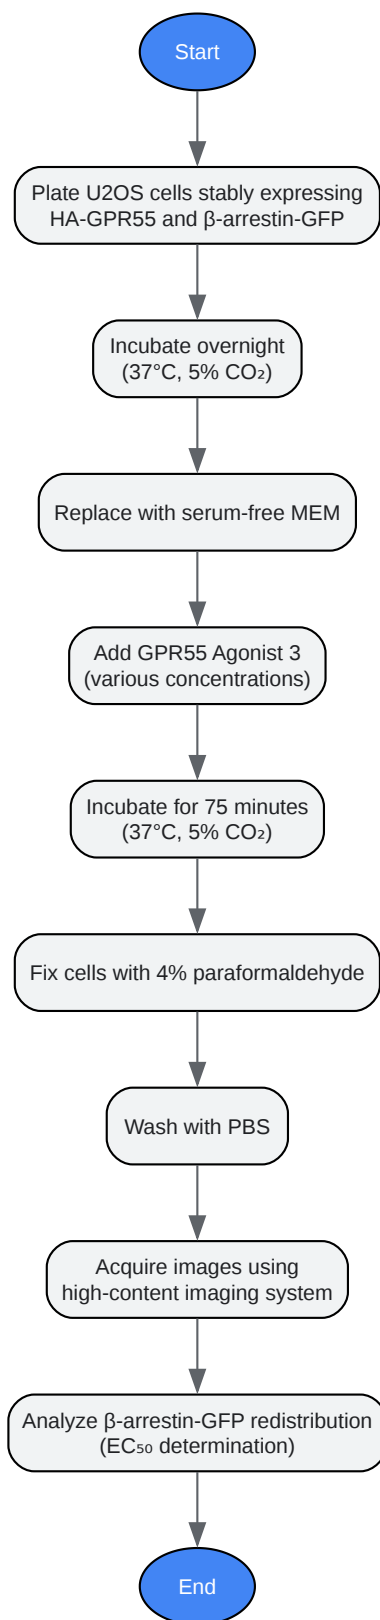 Start
Plate U2OS cells stably expressing
HA-GPR55 and β-arrestin-GFP
Incubate overnight
(37°C, 5% CO₂)
Replace with serum-free MEM
Add GPR55 Agonist 3
(various concentrations)
Incubate for 75 minutes
(37°C, 5% CO₂)
Fix cells with 4% paraformaldehyde
Wash with PBS
Acquire images using
high-content imaging system
Analyze β-arrestin-GFP redistribution
(EC₅₀ determination)
End